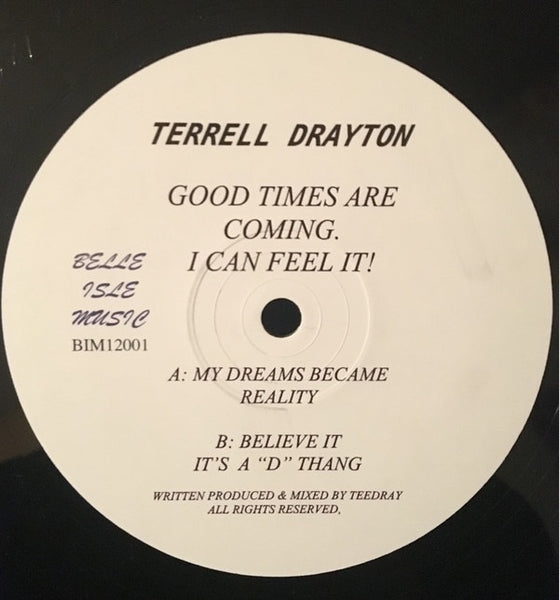 TERRELL DRAYTON
GOOD TIMES ARE
COMING.
I CAN FEEL IT!
BELLE
ISLE
MUSIC
BIM12001
A: MY DREAMS BECAME
REALITY
B: BELIEVE IT
IT'S A "D" THANG
WRITTEN PRODUCED & MIXED BY TEEDRAY
ALL RIGHTS RESERVED,